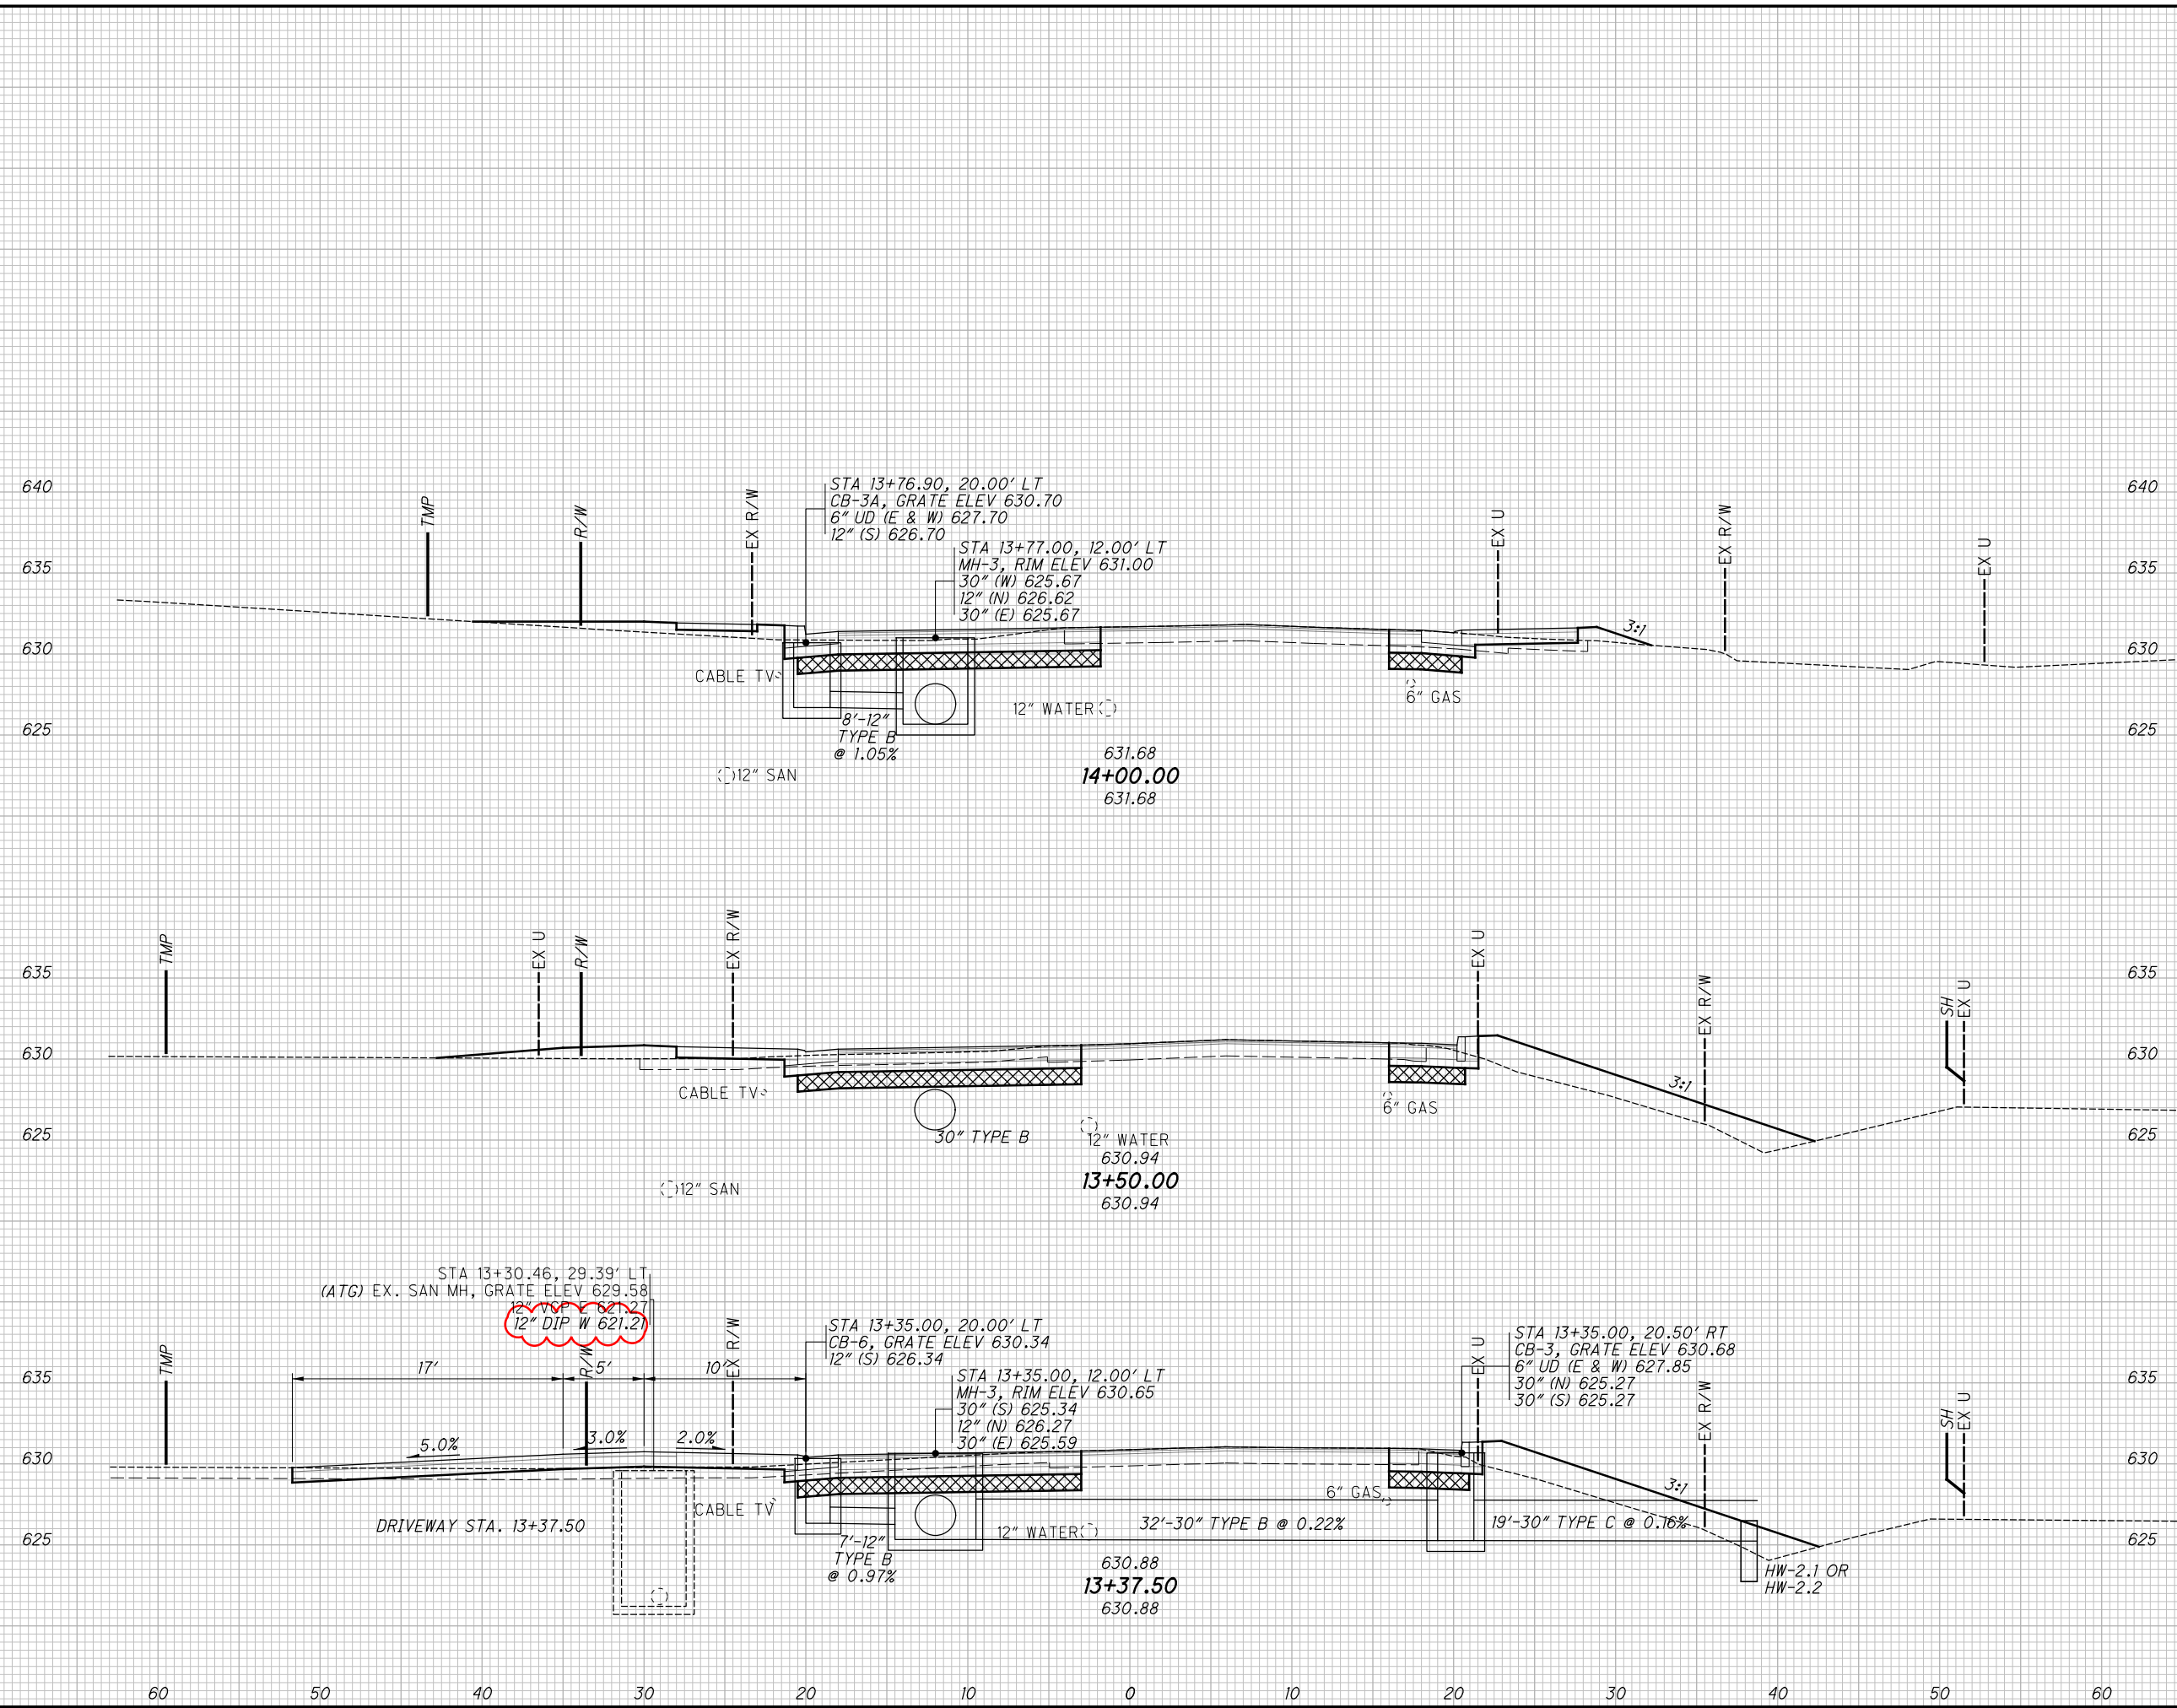 640
640
STA 13+76.90, 20.00' LT
CB-3A, GRATE ELEV 630.70
6" UD (E & W) 627.70
12" (S) 626.70
TMP
R/W
EX R/W
EX U
EX R/W
EX U
STA 13+77.00, 12.00' LT
MH-3, RIM ELEV 631.00
30" (W) 625.67
12" (N) 626.62
30" (E) 625.67
635
635
3:1
630
630
CABLE TV
6" GAS
12" WATER
8'-12"
TYPE B
@ 1.05%
625
625
12" SAN
631.68
14+00.00
631.68
TMP
EX U
R/W
EX R/W
EX U
EX R/W
SH
EX U
635
635
630
630
3:1
CABLE TV
6" GAS
30" TYPE B
12" WATER
625
625
630.94
13+50.00
630.94
12" SAN
STA 13+30.46, 29.39' LT
(ATG) EX. SAN MH, GRATE ELEV 629.58
12" VCP E 621.27
12" DIP W 621.21
STA 13+35.00, 20.00' LT
CB-6, GRATE ELEV 630.34
12" (S) 626.34
STA 13+35.00, 20.50' RT
CB-3, GRATE ELEV 630.68
6" UD (E & W) 627.85
30" (N) 625.27
30" (S) 625.27
TMP
R/W
EX R/W
EX U
EX R/W
SH
EX U
17'
5'
10'
635
635
STA 13+35.00, 12.00' LT
MH-3, RIM ELEV 630.65
30" (S) 625.34
12" (N) 626.27
30" (E) 625.59
5.0%
3.0%
2.0%
630
630
3:1
CABLE TV
6" GAS
DRIVEWAY STA. 13+37.50
12" WATER
32'-30" TYPE B @ 0.22%
19'-30" TYPE C @ 0.16%
625
625
7'-12"
TYPE B
@ 0.97%
HW-2.1 OR
HW-2.2
630.88
13+37.50
630.88
60 50 40 30 20 10 0 10 20 30 40 50 60